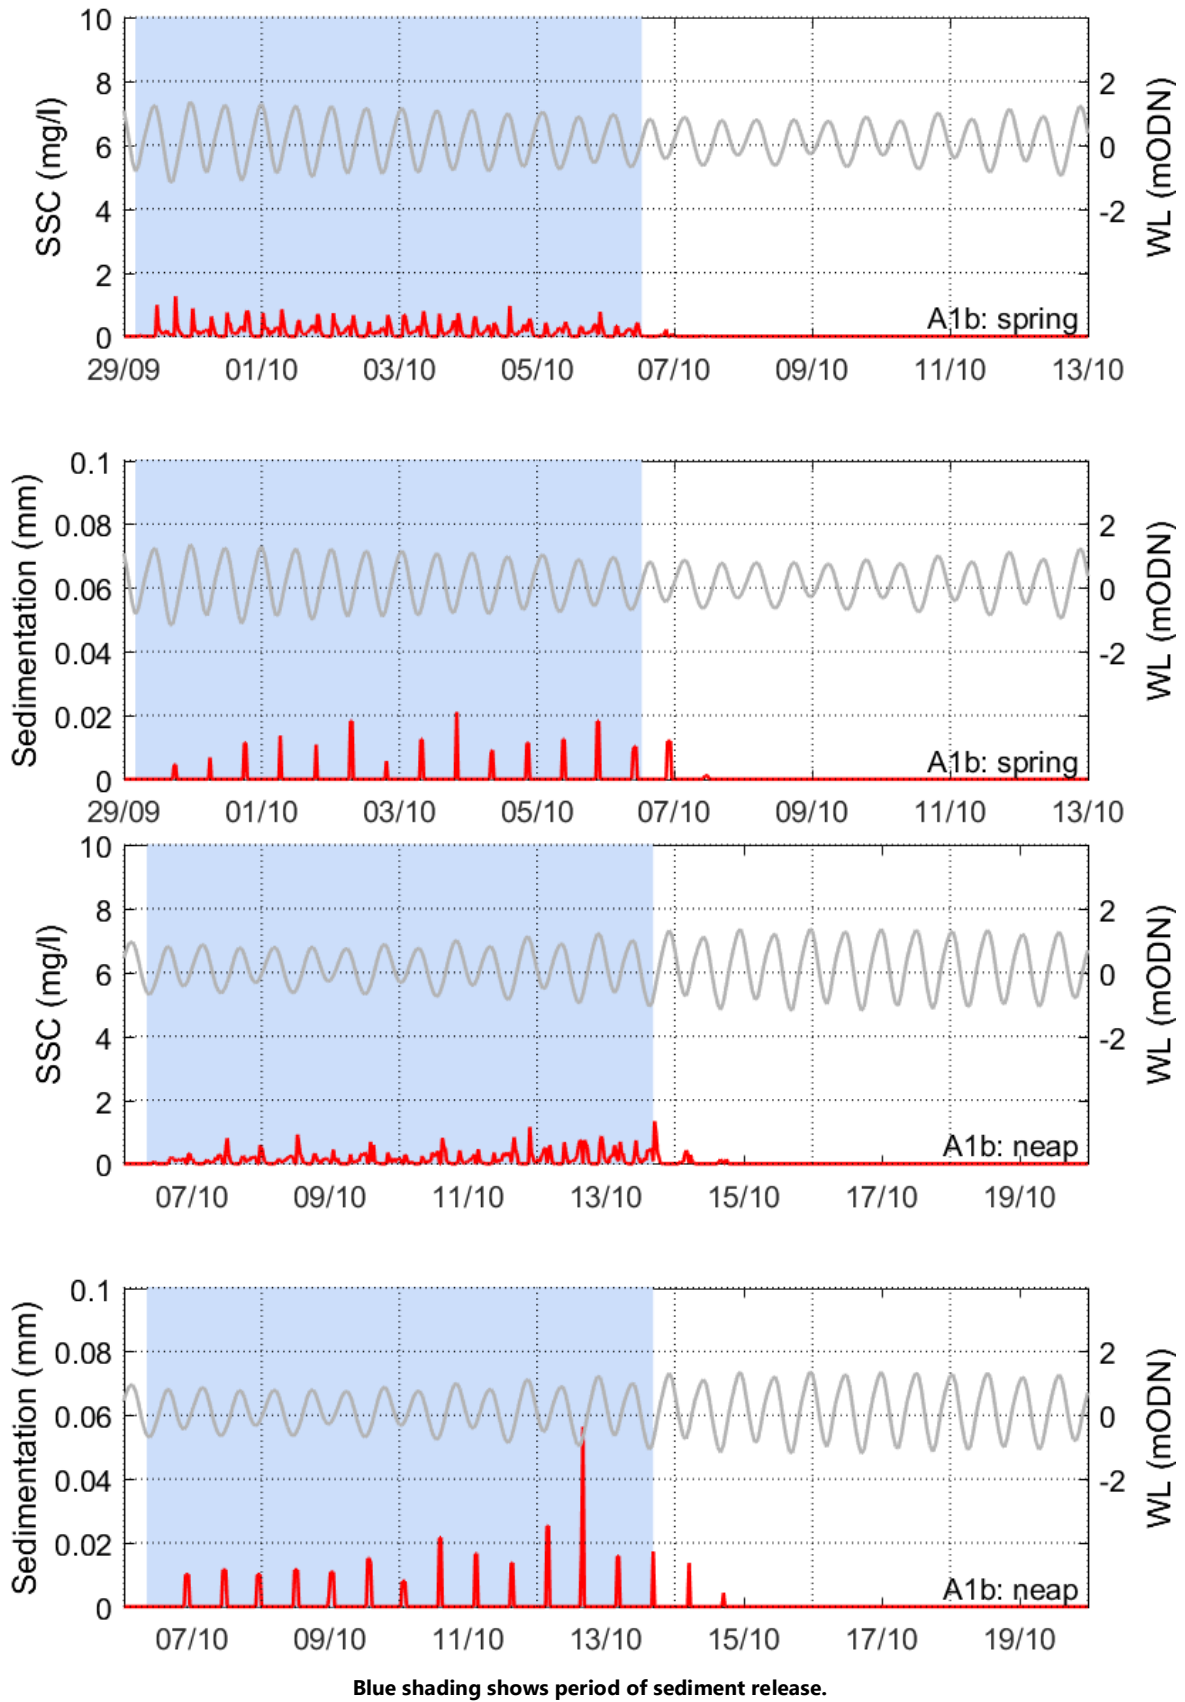 10
8
6
4
2
0
SSC (mg/l)
2
0
-2
WL (mODN)
A1b: spring
29/09 01/10 03/10 05/10 07/10 09/10 11/10 13/10
0.1
0.08
0.06
0.04
0.02
0
Sedimentation (mm)
2
0
-2
WL (mODN)
A1b: spring
29/09 01/10 03/10 05/10 07/10 09/10 11/10 13/10
10
8
6
4
2
0
SSC (mg/l)
2
0
-2
WL (mODN)
A1b: neap
07/10 09/10 11/10 13/10 15/10 17/10 19/10
0.1
0.08
0.06
0.04
0.02
0
Sedimentation (mm)
2
0
-2
WL (mODN)
A1b: neap
07/10 09/10 11/10 13/10 15/10 17/10 19/10
Blue shading shows period of sediment release.